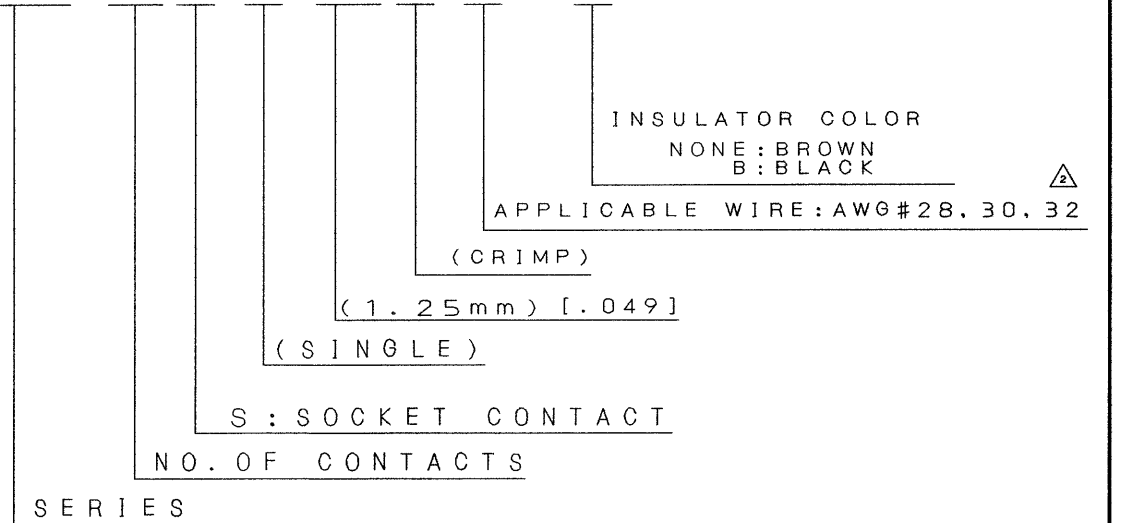 INSULATOR COLOR
NONE:BROWN
B:BLACK
2
APPLICABLE WIRE:AWG#28,30,32
(CRIMP)
(1.25mm) [.049]
(SINGLE)
S:SOCKET CONTACT
NO.OF CONTACTS
SERIES